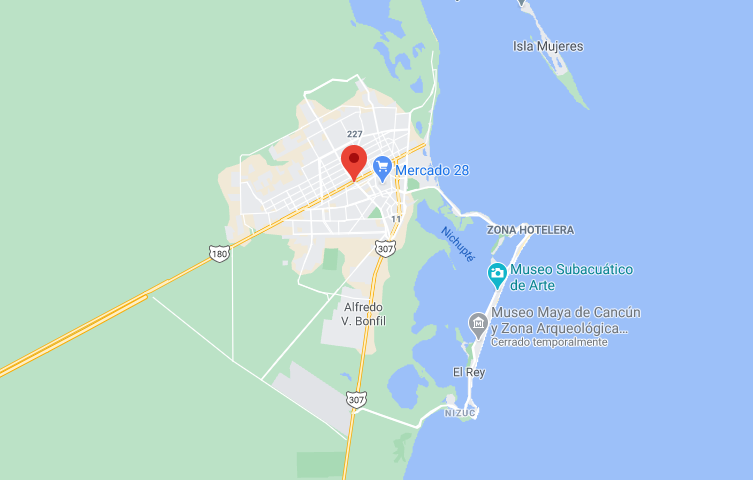 Isla Mujeres
227
Mercado 28
11
ZONA HOTELERA
Nichupté
307
180
Museo Subacuático
de Arte
Alfredo
V. Bonfil
Museo Maya de Cancún
y Zona Arqueológica...
Cerrado temporalmente
El Rey
307
NIZUC